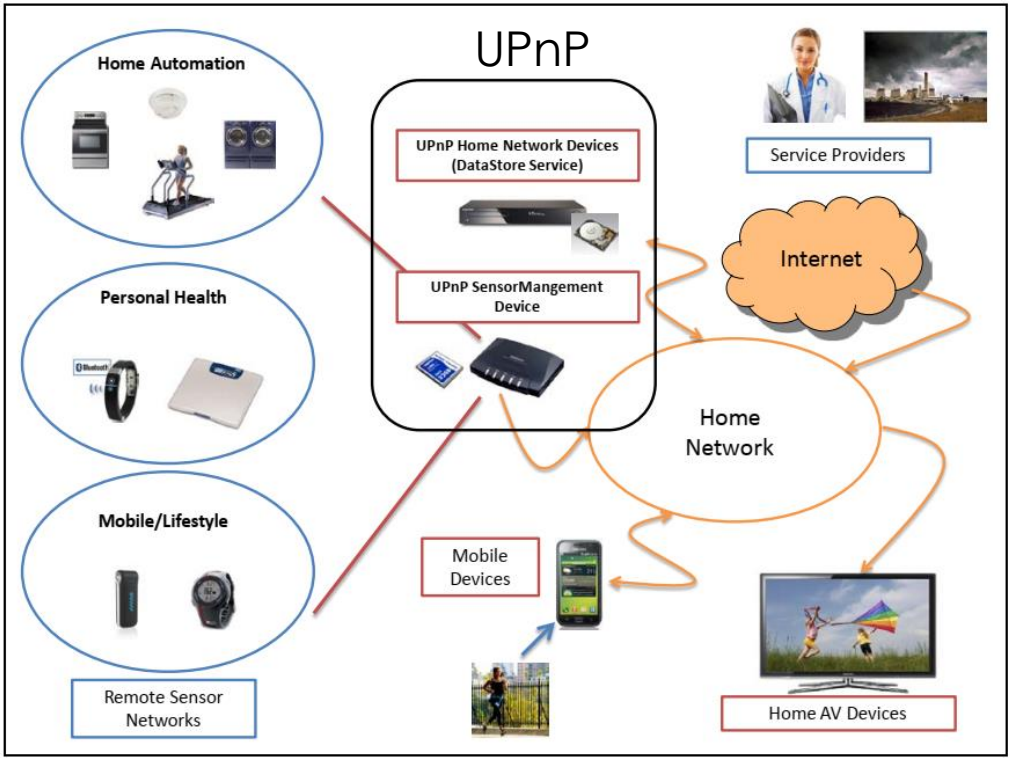 UPnP
Home Automation
UPnP Home Network Devices
(DataStore Service)
Service Providers
Internet
UPnP SensorMangement
Device
Personal Health
Bluetooth
Home
Network
Mobile/Lifestyle
Mobile
Devices
Remote Sensor
Networks
Home AV Devices